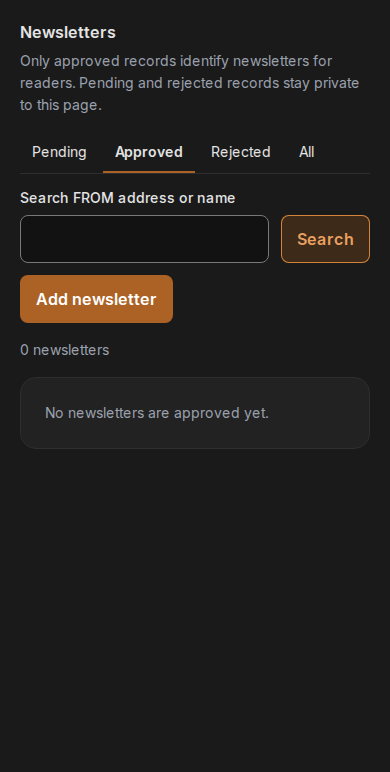 Newsletters
Only approved records identify newsletters for
readers. Pending and rejected records stay private
to this page.
Pending Approved Rejected All
Search FROM address or name
Search
Add newsletter
0 newsletters
No newsletters are approved yet.